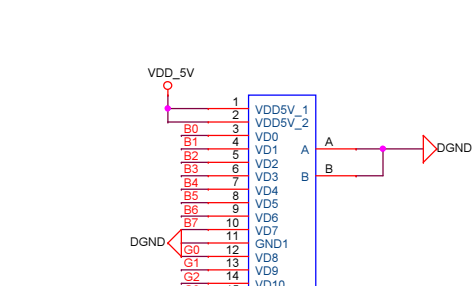 VDD_5V
1 VDD5V_1
2 VDD5V_2
B0 3 VD0
B1 4 VD1 A A DGND
B2 5 VD2
B3 6 VD3 B B
B4 7 VD4
B5 8 VD5
B6 9 VD6
B7 10 VD7
DGND 11 GND1
G0 12 VD8
G1 13 VD9
G2 14 VD10